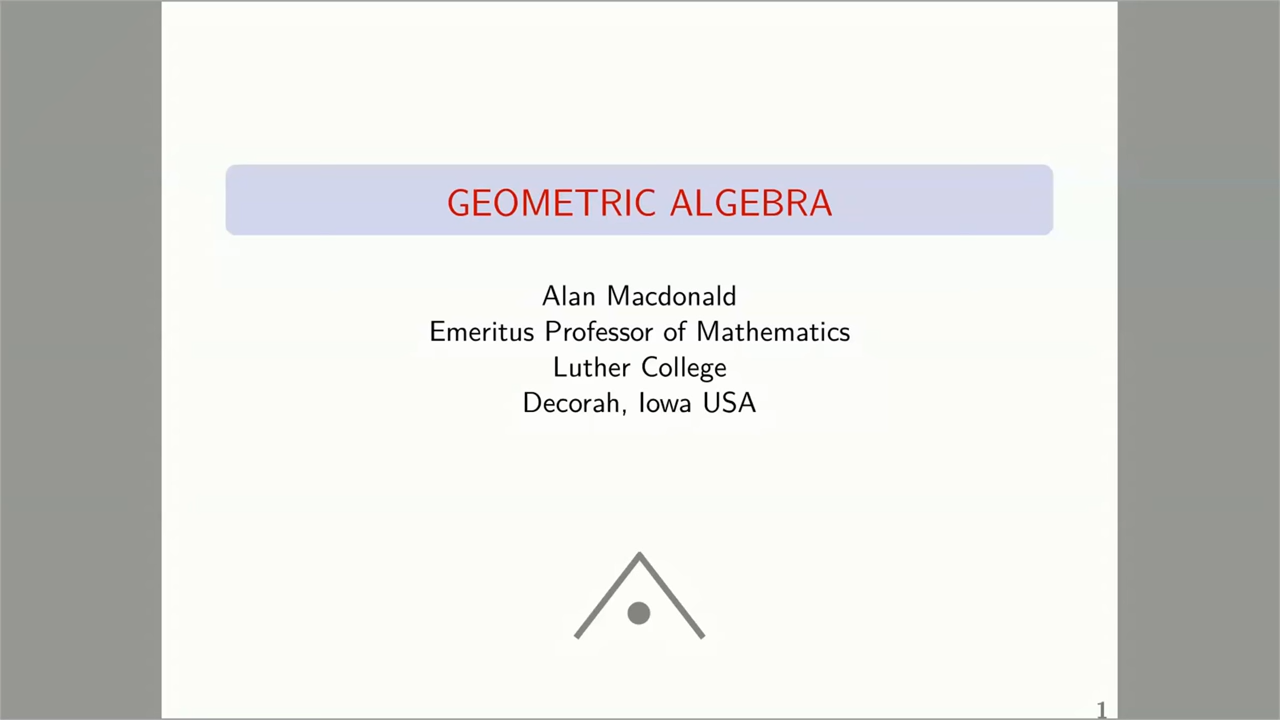 GEOMETRIC ALGEBRA
Alan Macdonald
Emeritus Professor of Mathematics
Luther College
Decorah, Iowa USA
1